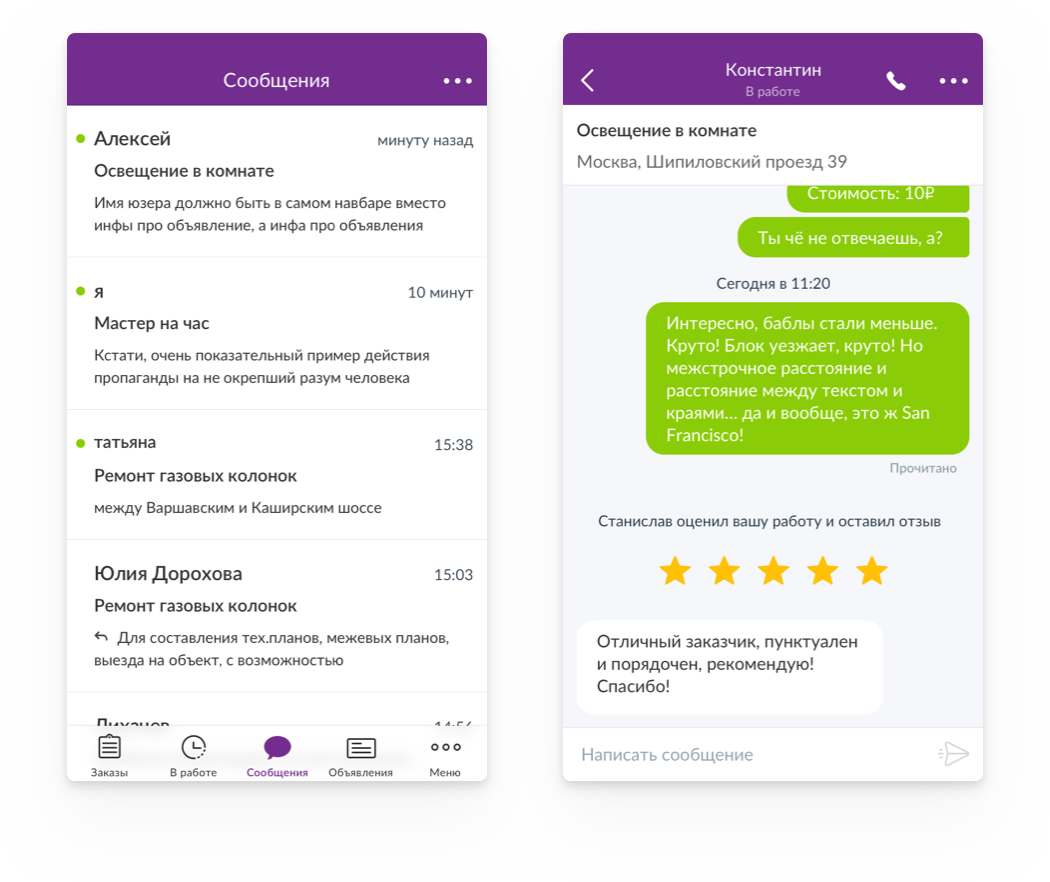 Сообщения
Алексей
минуту назад
Освещение в комнате
Имя юзера должно быть в самом навбаре вместо
инфы про объявление, а инфа про объявления
я
10 минут
Мастер на час
Кстати, очень показательный пример действия
пропаганды на не окрепший разум человека
татьяна
15:38
Ремонт газовых колонок
между Варшавским и Каширским шоссе
Юлия Дорохова
15:03
Ремонт газовых колонок
Для составления тех.планов, межевых планов,
выезда на объект, с возможностью
Лихачев
14:56
Заказы
В работе
Сообщения
Объявления
Меню
Константин
В работе
Освещение в комнате
Москва, Шипиловский проезд 39
Стоимость: 10₽
Ты чё не отвечаешь, а?
Сегодня в 11:20
Интересно, баблы стали меньше.
Круто! Блок уезжает, круто! Но
межстрочное расстояние и
расстояние между текстом и
краями... да и вообще, это ж San
Francisco!
Прочитано
Станислав оценил вашу работу и оставил отзыв
Отличный заказчик, пунктуален
и порядочен, рекомендую!
Спасибо!
Написать сообщение